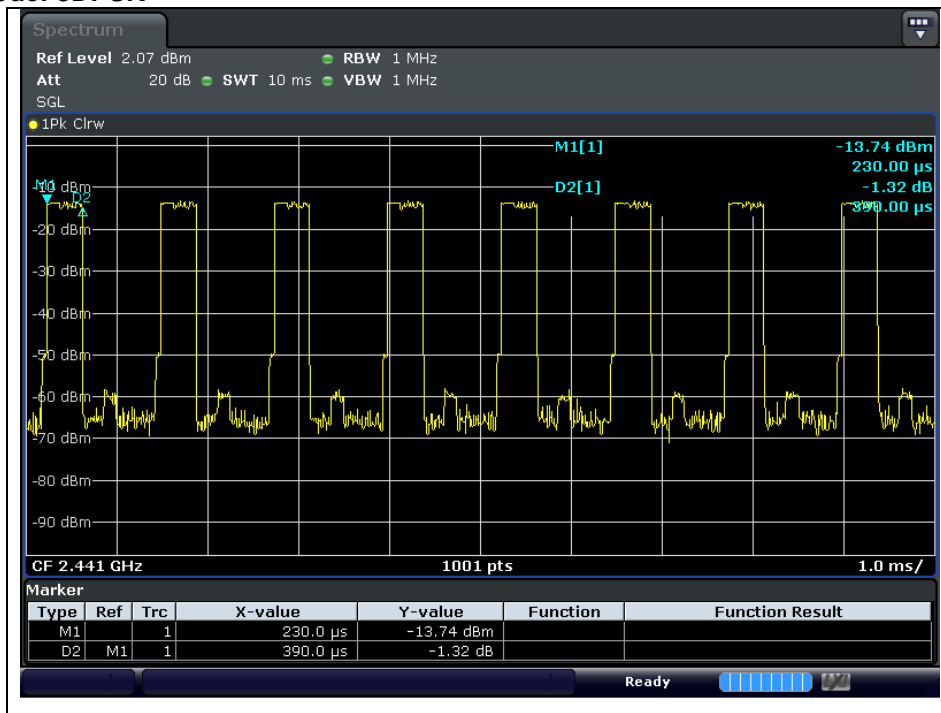 Spectrum
Ref Level 2.07 dBm RBW 1 MHz
Att 20 dB SWT 10 ms VBW 1 MHz
SGL
1Pk Clrw
M1[1] -13.74 dBm
230.00 µs
D2[1] -1.32 dB
390.00 µs
M1
D2
-10 dBm
-20 dBm
-30 dBm
-40 dBm
-50 dBm
-60 dBm
-70 dBm
-80 dBm
-90 dBm
CF 2.441 GHz 1001 pts 1.0 ms/
Marker
Type Ref Trc X-value Y-value Function Function Result
M1 1 230.0 µs -13.74 dBm
D2 M1 1 390.0 µs -1.32 dB
Ready